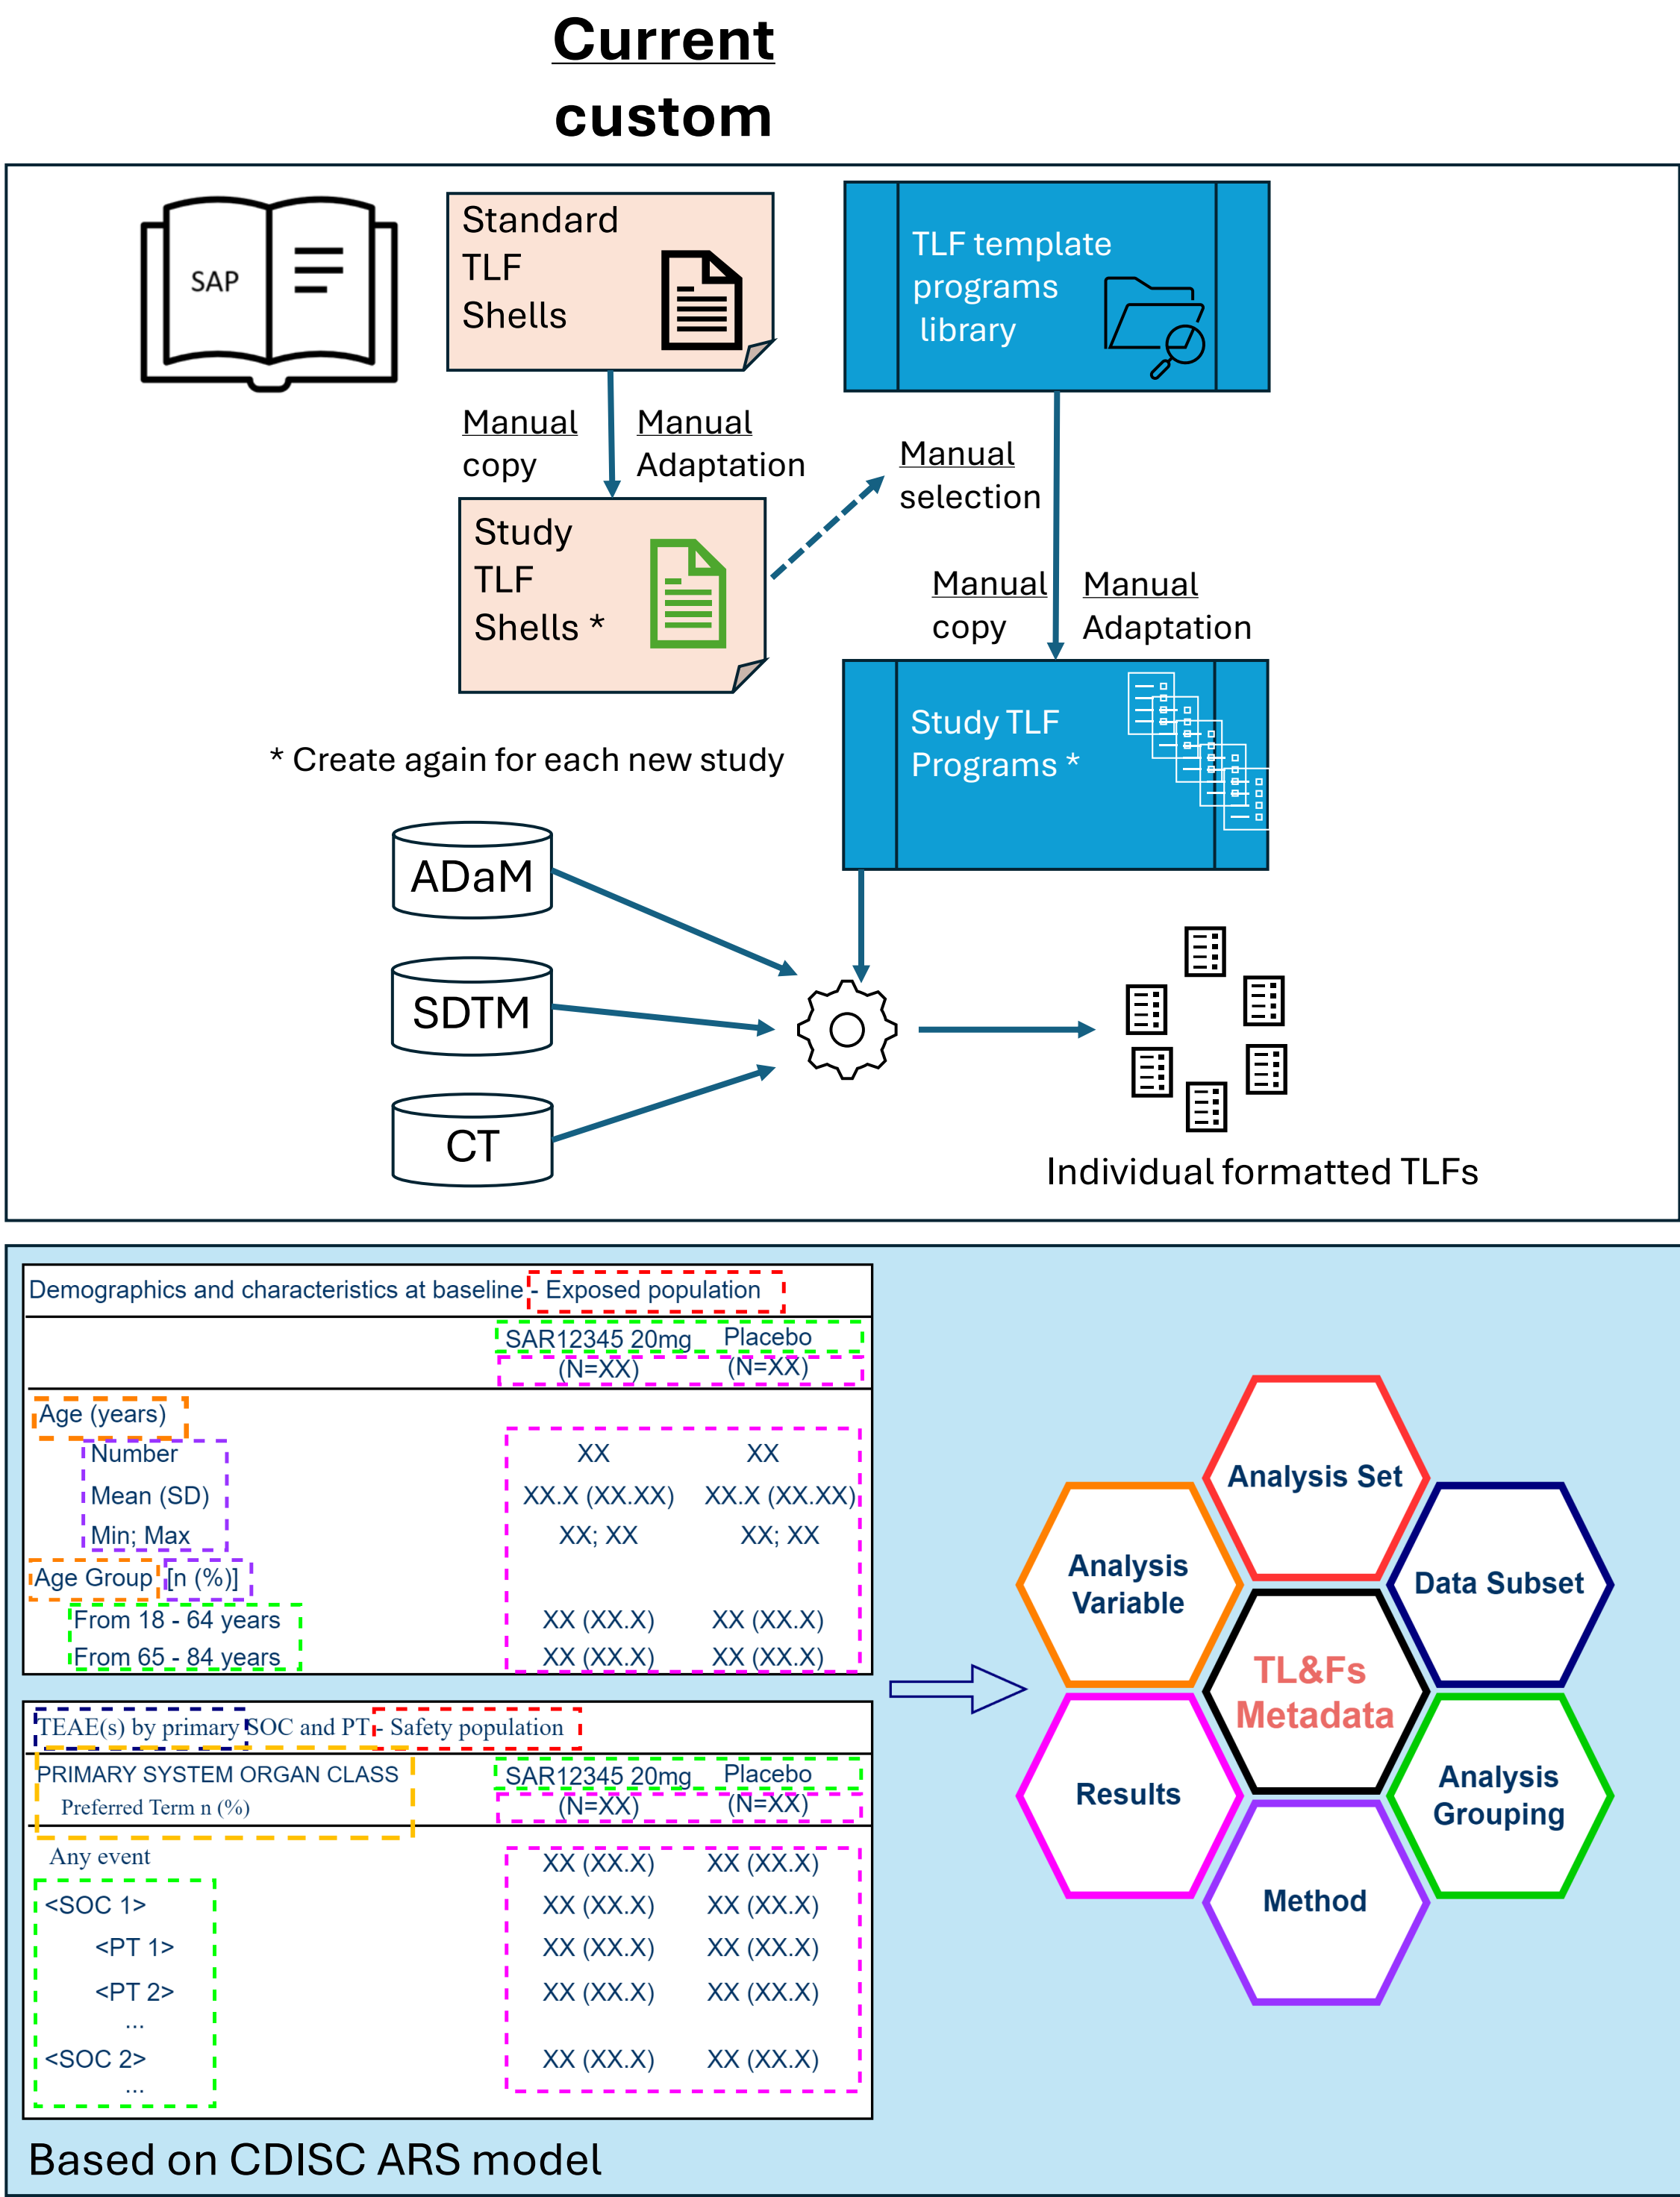 Current
custom
SAP
Standard
TLF
Shells
TLF template
programs
library
Manual
copy
Manual
Adaptation
Manual
selection
Study
TLF
Shells *
Manual
copy
Manual
Adaptation
Study TLF
Programs *
* Create again for each new study
ADaM
SDTM
CT
Individual formatted TLFs
Demographics and characteristics at baseline - Exposed population
SAR12345 20mg Placebo
(N=XX) (N=XX)
Age (years)
Number XX XX
Mean (SD) XX.X (XX.XX) XX.X (XX.XX)
Min; Max XX; XX XX; XX
Age Group [n (%)]
From 18 - 64 years XX (XX.X) XX (XX.X)
From 65 - 84 years XX (XX.X) XX (XX.X)
TEAE(s) by primary SOC and PT - Safety population
PRIMARY SYSTEM ORGAN CLASS SAR12345 20mg Placebo
Preferred Term n (%) (N=XX) (N=XX)
Any event XX (XX.X) XX (XX.X)
<SOC 1> XX (XX.X) XX (XX.X)
<PT 1> XX (XX.X) XX (XX.X)
<PT 2> XX (XX.X) XX (XX.X)
...
<SOC 2> XX (XX.X) XX (XX.X)
...
Analysis Set
Analysis
Variable
Data Subset
TL&Fs
Metadata
Results
Analysis
Grouping
Method
Based on CDISC ARS model